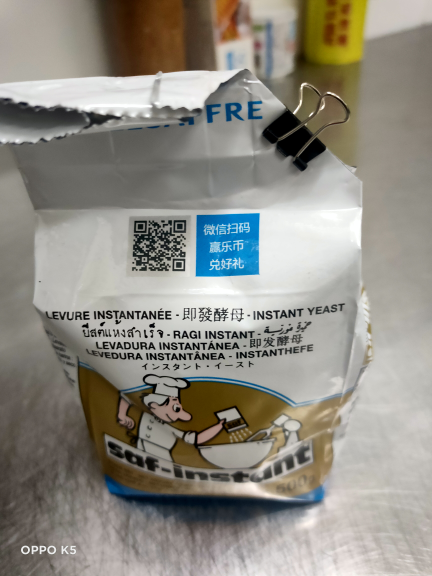 FRE
微信扫码
赢乐币
兑好礼
LEVURE INSTANTANÉE - 即發酵母 - INSTANT YEAST
ยีสต์แห้งสำเร็จ - RAGI INSTANT - خميرة فورية
LEVADURA INSTANTÁNEA - 即发酵母
LEVEDURA INSTANTÂNEA - INSTANTHEFE
インスタント・イースト
saf-instant
500g
OPPO K5